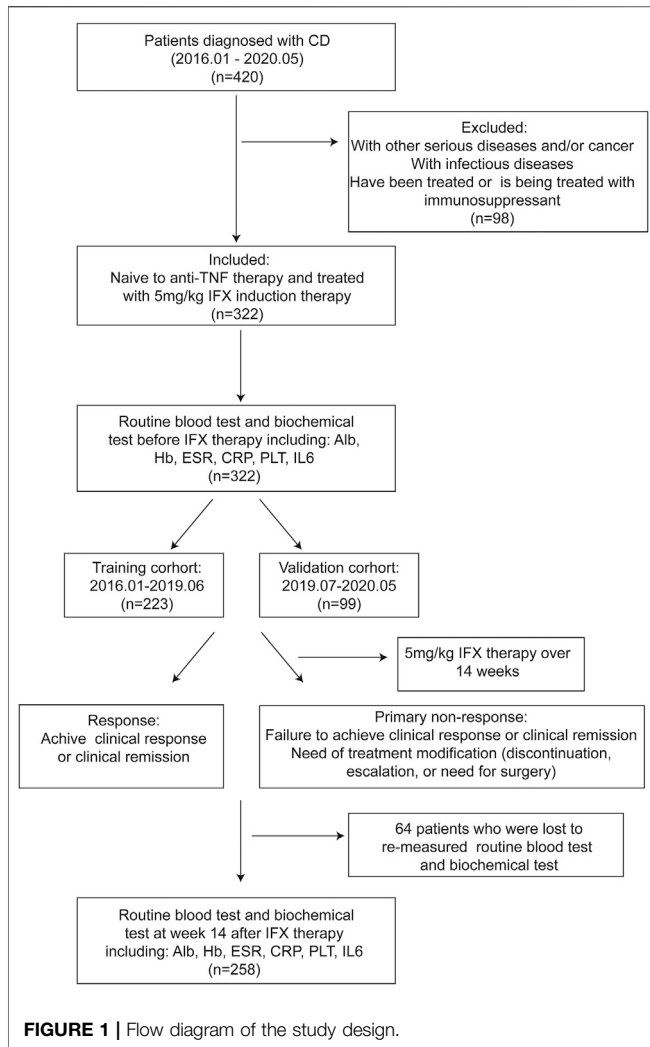 Patients diagnosed with CD
(2016.01 - 2020.05)
(n=420)
Excluded:
With other serious diseases and/or cancer
With infectious diseases
Have been treated or is being treated with
immunosuppressant
(n=98)
Included:
Naive to anti-TNF therapy and treated
with 5mg/kg IFX induction therapy
(n=322)
Routine blood test and biochemical
test before IFX therapy including: Alb,
Hb, ESR, CRP, PLT, IL6
(n=322)
Training cohort:
2016.01-2019.06
(n=223)
Validation cohort:
2019.07-2020.05
(n=99)
5mg/kg IFX therapy over
14 weeks
Response:
Achive clinical response
or clinical remission
Primary non-response:
Failure to achieve clinical response or clinical remission
Need of treatment modification (discontinuation,
escalation, or need for surgery)
64 patients who were lost to
re-measured routine blood test
and biochemical test
Routine blood test and biochemical
test at week 14 after IFX therapy
including: Alb, Hb, ESR, CRP, PLT, IL6
(n=258)
FIGURE 1 | Flow diagram of the study design.